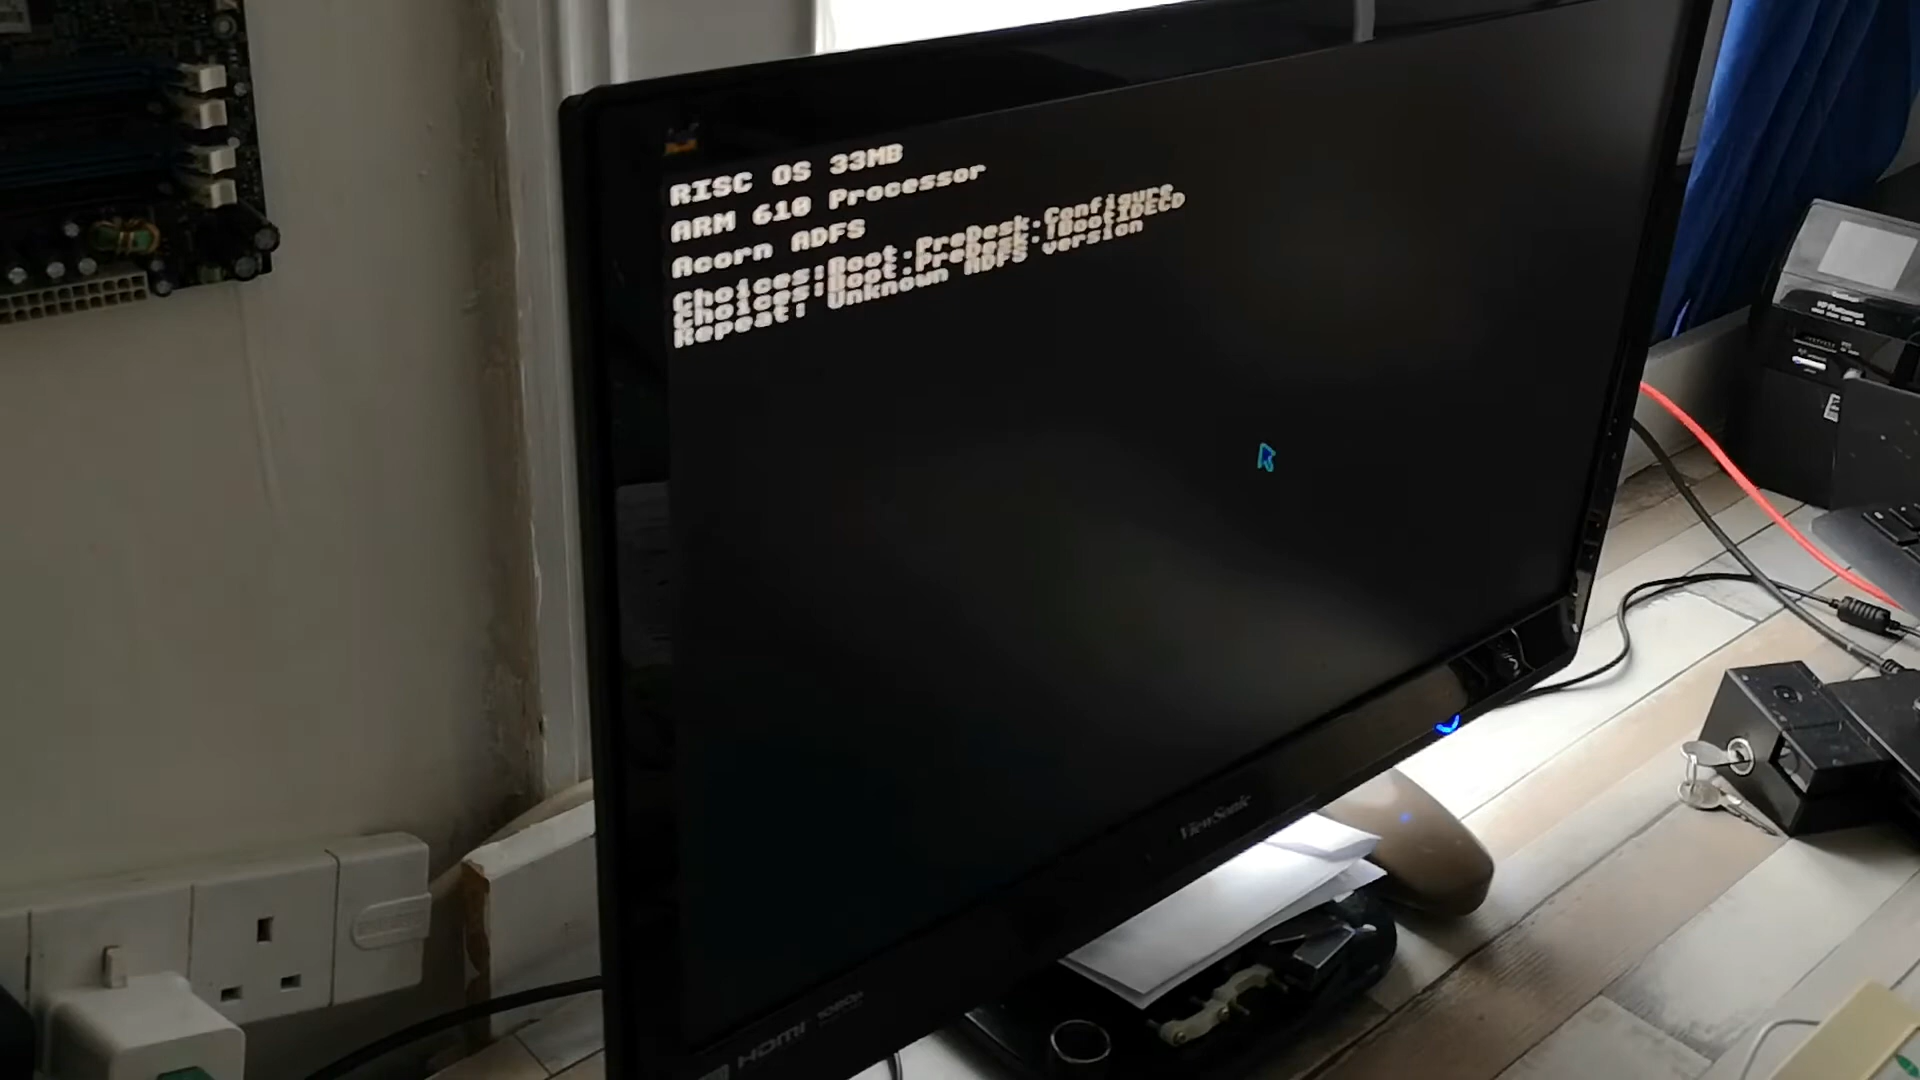 RISC OS 33MB
ARM 610 Processor
Acorn ADFS
Choices:Boot.PreDesk.Configure
Choices:Boot.PreDesk.!BootIDECD
Repeat: Unknown ADFS version
ViewSonic
HDMI 1080P